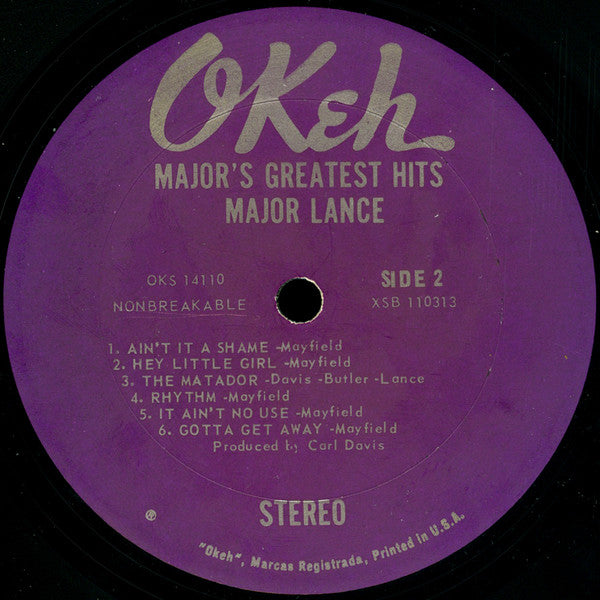 OKeh
MAJOR'S GREATEST HITS
MAJOR LANCE
OKS 14110
SIDE 2
NONBREAKABLE
XSB 110313
1. AIN'T IT A SHAME -Mayfield
2. HEY LITTLE GIRL -Mayfield
3. THE MATADOR -Davis -Butler -Lance
4. RHYTHM -Mayfield
5. IT AIN'T NO USE -Mayfield
6. GOTTA GET AWAY -Mayfield
Produced by Carl Davis
STEREO
®
"Okeh", Marcas Registrada, Printed in U.S.A.